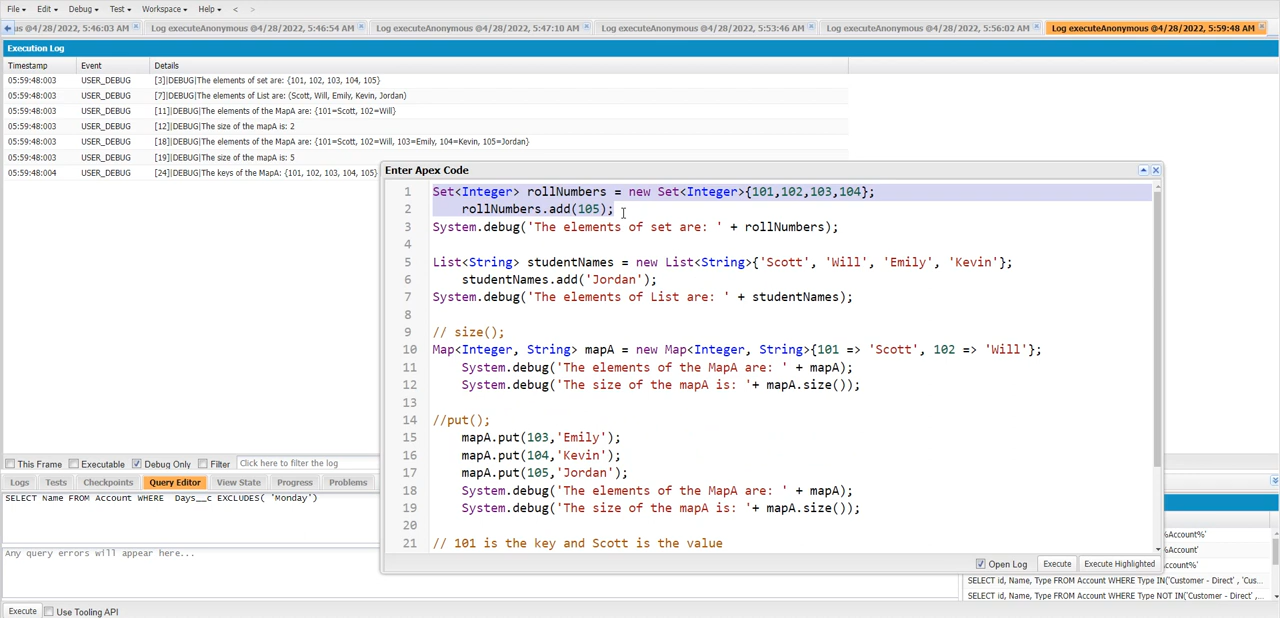 File Edit Debug Test Workspace Help < >
us @4/28/2022, 5:46:03 AM Log executeAnonymous @4/28/2022, 5:46:54 AM Log executeAnonymous @4/28/2022, 5:47:10 AM Log executeAnonymous @4/28/2022, 5:53:46 AM Log executeAnonymous @4/28/2022, 5:56:02 AM Log executeAnonymous @4/28/2022, 5:59:48 AM
Execution Log
Timestamp Event Details
05:59:48:003 USER_DEBUG [3]|DEBUG|The elements of set are: {101, 102, 103, 104, 105}
05:59:48:003 USER_DEBUG [7]|DEBUG|The elements of List are: (Scott, Will, Emily, Kevin, Jordan)
05:59:48:003 USER_DEBUG [11]|DEBUG|The elements of the MapA are: {101=Scott, 102=Will}
05:59:48:003 USER_DEBUG [12]|DEBUG|The size of the mapA is: 2
05:59:48:003 USER_DEBUG [18]|DEBUG|The elements of the MapA are: {101=Scott, 102=Will, 103=Emily, 104=Kevin, 105=Jordan}
05:59:48:003 USER_DEBUG [19]|DEBUG|The size of the mapA is: 5
05:59:48:004 USER_DEBUG [24]|DEBUG|The keys of the MapA: {101, 102, 103, 104, 105}
Enter Apex Code
1 Set<Integer> rollNumbers = new Set<Integer>{101,102,103,104};
2 rollNumbers.add(105);
3 System.debug('The elements of set are: ' + rollNumbers);
4
5 List<String> studentNames = new List<String>{'Scott', 'Will', 'Emily', 'Kevin'};
6 studentNames.add('Jordan');
7 System.debug('The elements of List are: ' + studentNames);
8
9 // size();
10 Map<Integer, String> mapA = new Map<Integer, String>{101 => 'Scott', 102 => 'Will'};
11 System.debug('The elements of the MapA are: ' + mapA);
12 System.debug('The size of the mapA is: '+ mapA.size());
13
14 //put();
15 mapA.put(103,'Emily');
16 mapA.put(104,'Kevin');
17 mapA.put(105,'Jordan');
18 System.debug('The elements of the MapA are: ' + mapA);
19 System.debug('The size of the mapA is: '+ mapA.size());
20
21 // 101 is the key and Scott is the value
Open Log Execute Execute Highlighted
This Frame Executable Debug Only Filter Click here to filter the log
Logs Tests Checkpoints Query Editor View State Progress Problems
SELECT Name FROM Account WHERE Days__c EXCLUDES( 'Monday')
Any query errors will appear here...
%Account%'
%Account'
ccount%'
SELECT id, Name, Type FROM Account WHERE Type IN('Customer - Direct' , 'Cus...
SELECT id, Name, Type FROM Account WHERE Type NOT IN('Customer - Direct' ,...
Execute Use Tooling API